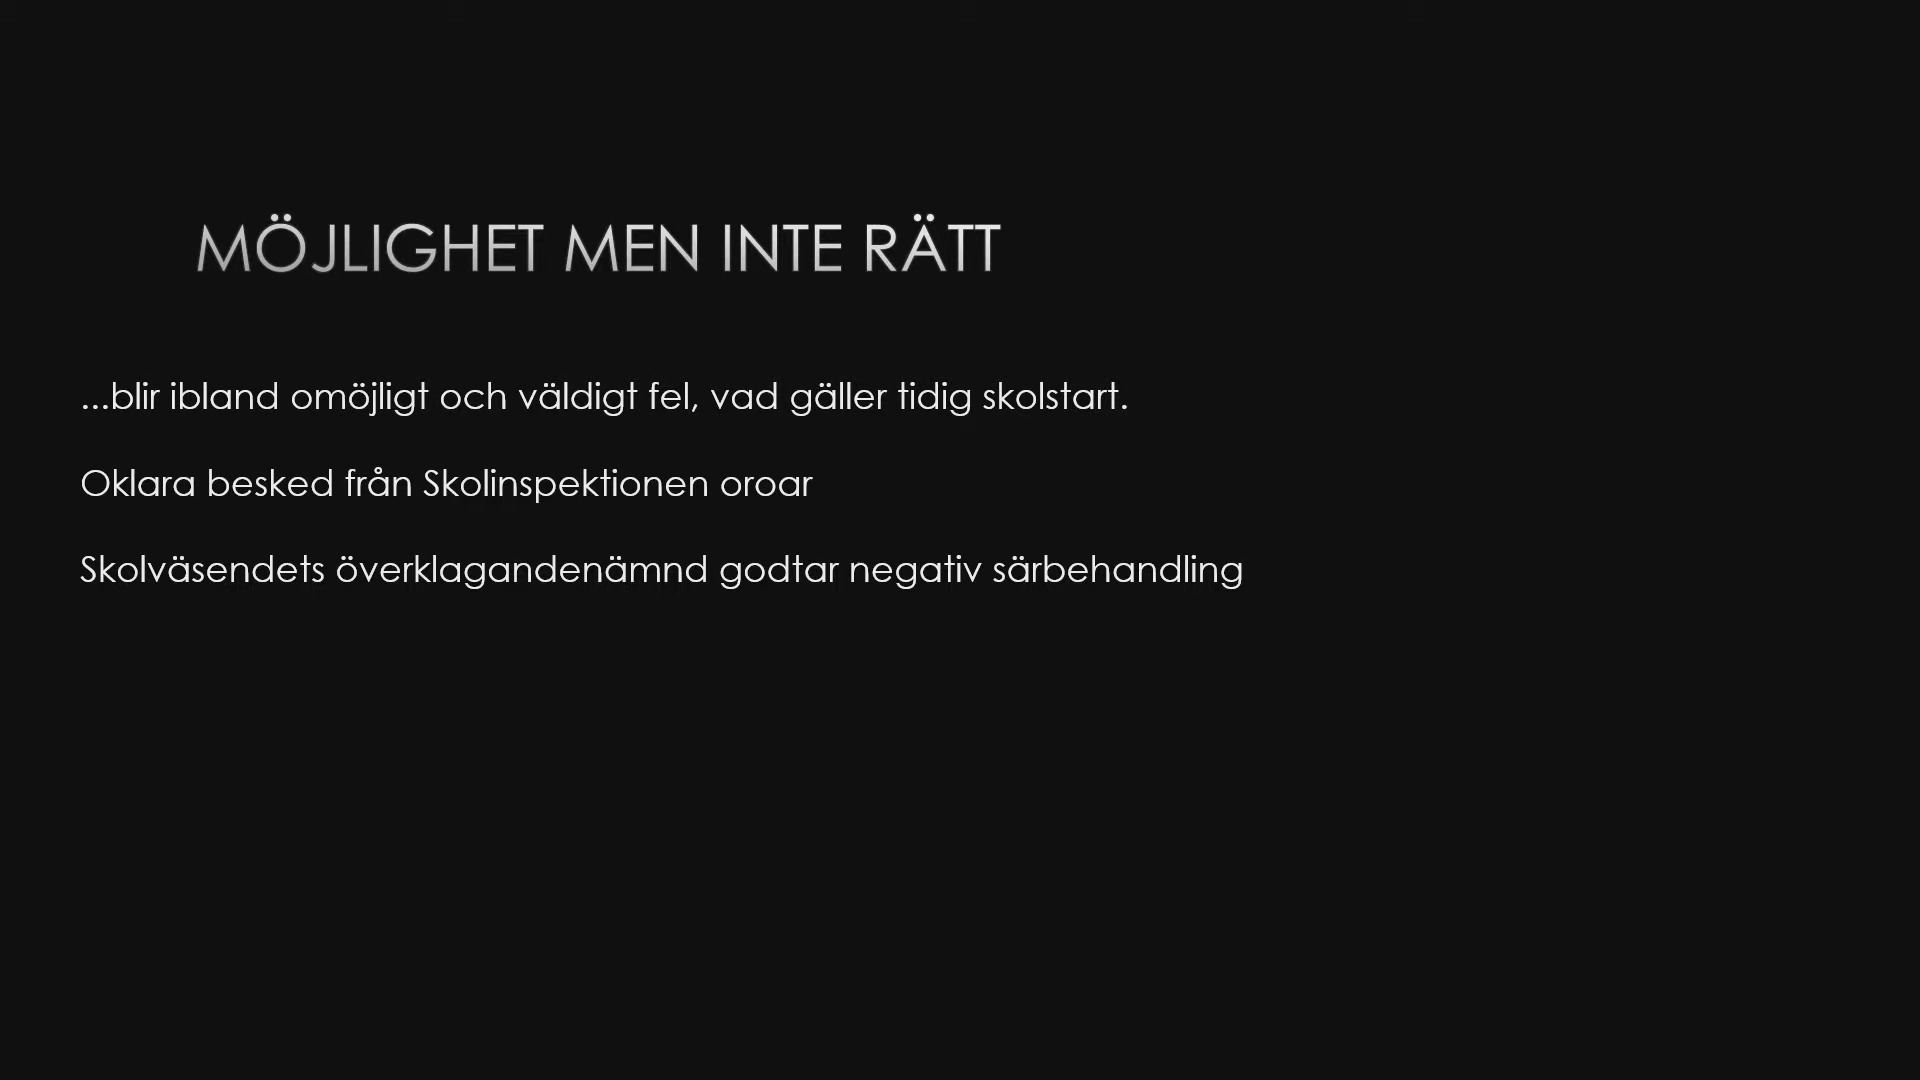 MÖJLIGHET MEN INTE RÄTT
...blir ibland omöjligt och väldigt fel, vad gäller tidig skolstart.
Oklara besked från Skolinspektionen oroar
Skolväsendets överklagandenämnd godtar negativ särbehandling